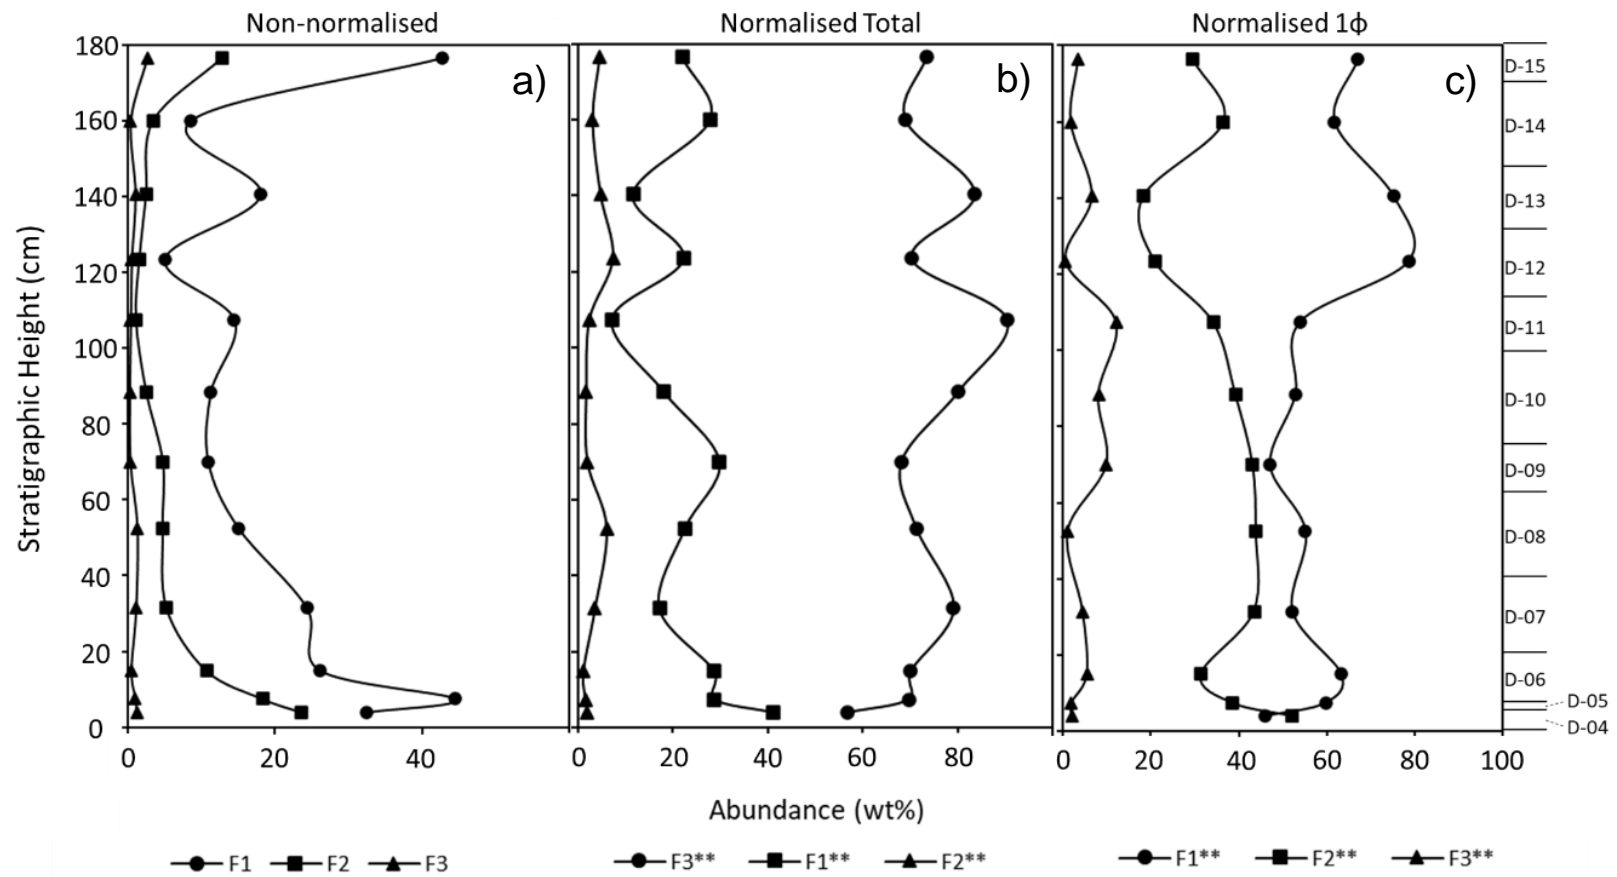 Non-normalised
Normalised Total
Normalised 1ϕ
a)
b)
c)
Stratigraphic Height (cm)
180
160
140
120
100
80
60
40
20
0
0 20 40
0 20 40 60 80
0 20 40 60 80 100
D-15
D-14
D-13
D-12
D-11
D-10
D-09
D-08
D-07
D-06
D-05
D-04
Abundance (wt%)
F1 F2 F3
F3** F1** F2**
F1** F2** F3**